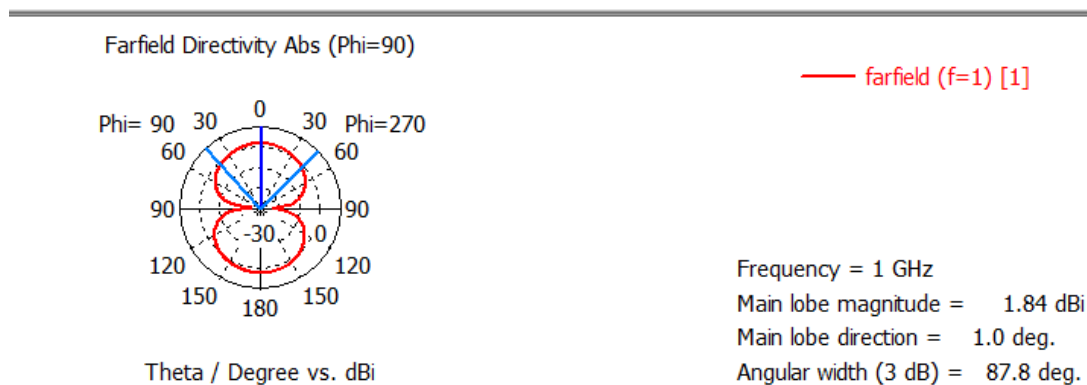 Farfield Directivity Abs (Phi=90)
farfield (f=1) [1]
0
Phi= 90 30 30 Phi=270
60 60
90 90
-30 0
120 120
150 150
180
Theta / Degree vs. dBi
Frequency = 1 GHz
Main lobe magnitude = 1.84 dBi
Main lobe direction = 1.0 deg.
Angular width (3 dB) = 87.8 deg.